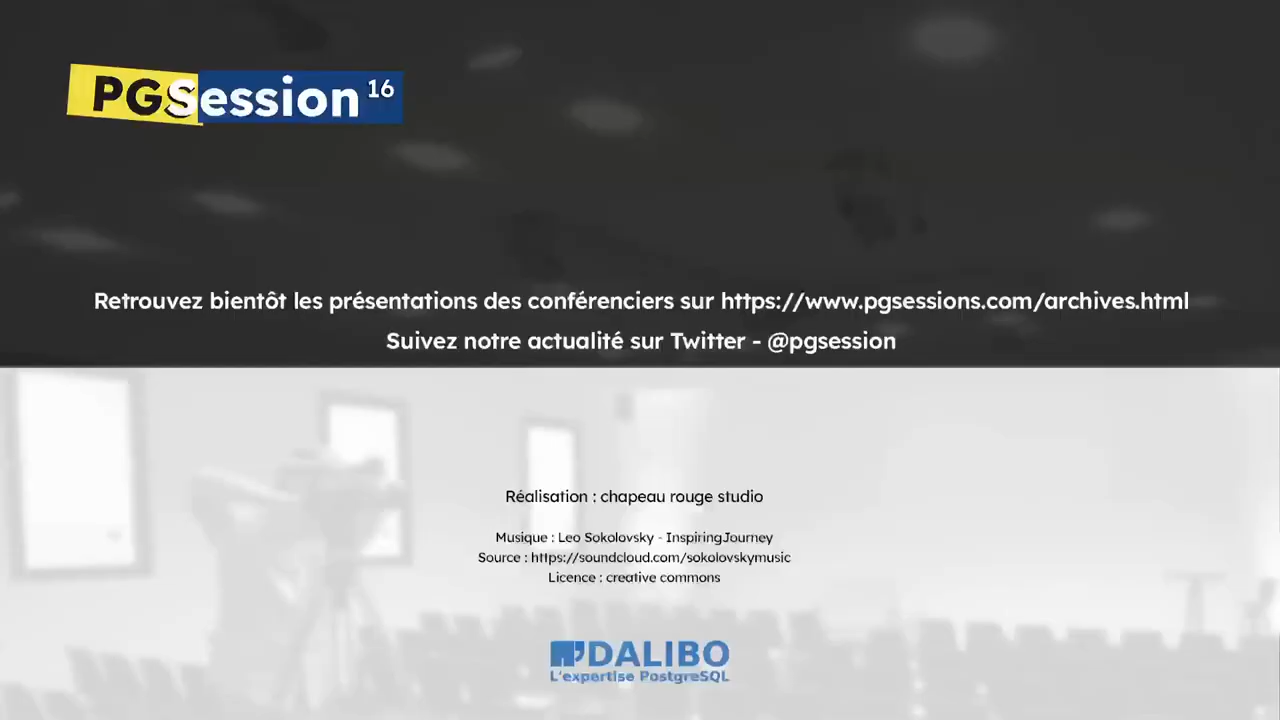 PGSession 16
Retrouvez bientôt les présentations des conférenciers sur https://www.pgsessions.com/archives.html
Suivez notre actualité sur Twitter - @pgsession
Réalisation : chapeau rouge studio
Musique : Leo Sokolovsky - InspiringJourney
Source : https://soundcloud.com/sokolovskymusic
Licence : creative commons
DALIBO
L'expertise PostgreSQL